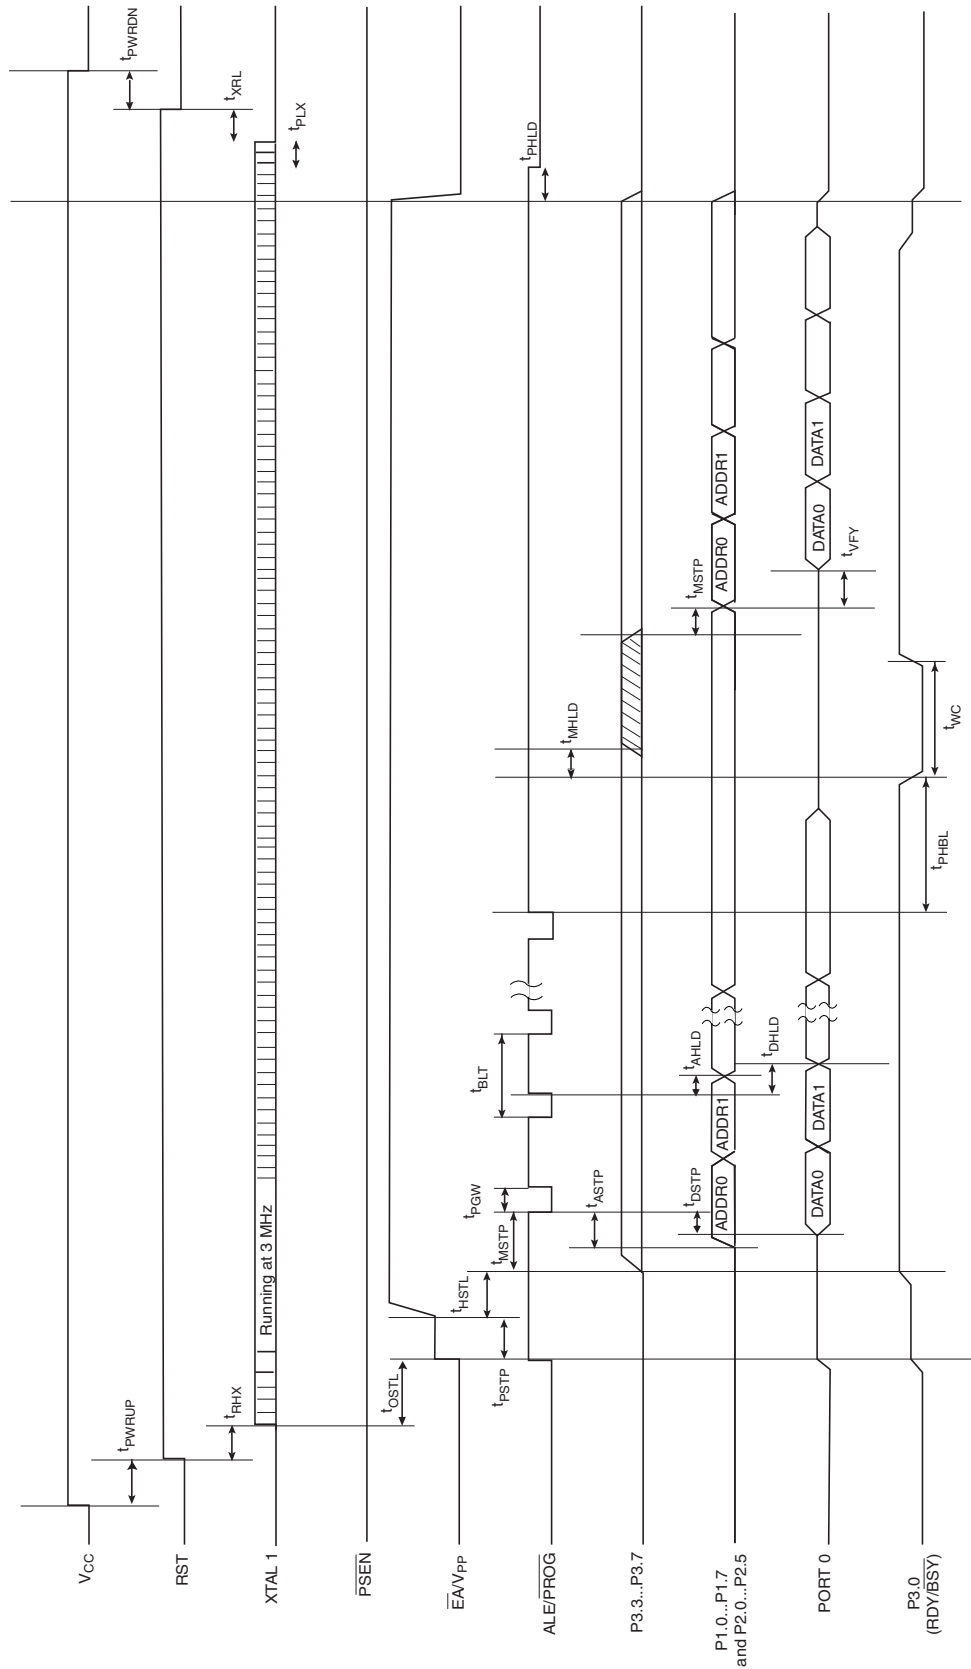 VCC
RST
XTAL 1
PSEN
EA/VPP
ALE/PROG
P3.3...P3.7
P1.0...P1.7
and P2.0...P2.5
PORT 0
P3.0
(RDY/BSY)
tPWRUP
tRHX
Running at 3 MHz
tOSTL
tPSTP
tHSTL
tMSTP
tPGW
tBLT
tASTP
tDSTP
ADDR0
ADDR1
tAHLD
tDHLD
DATA0
DATA1
tPHBL
tWC
tMHLD
tMSTP
ADDR0
ADDR1
tVFY
DATA0
DATA1
tPHLD
tPLX
tXRL
tPWRDN